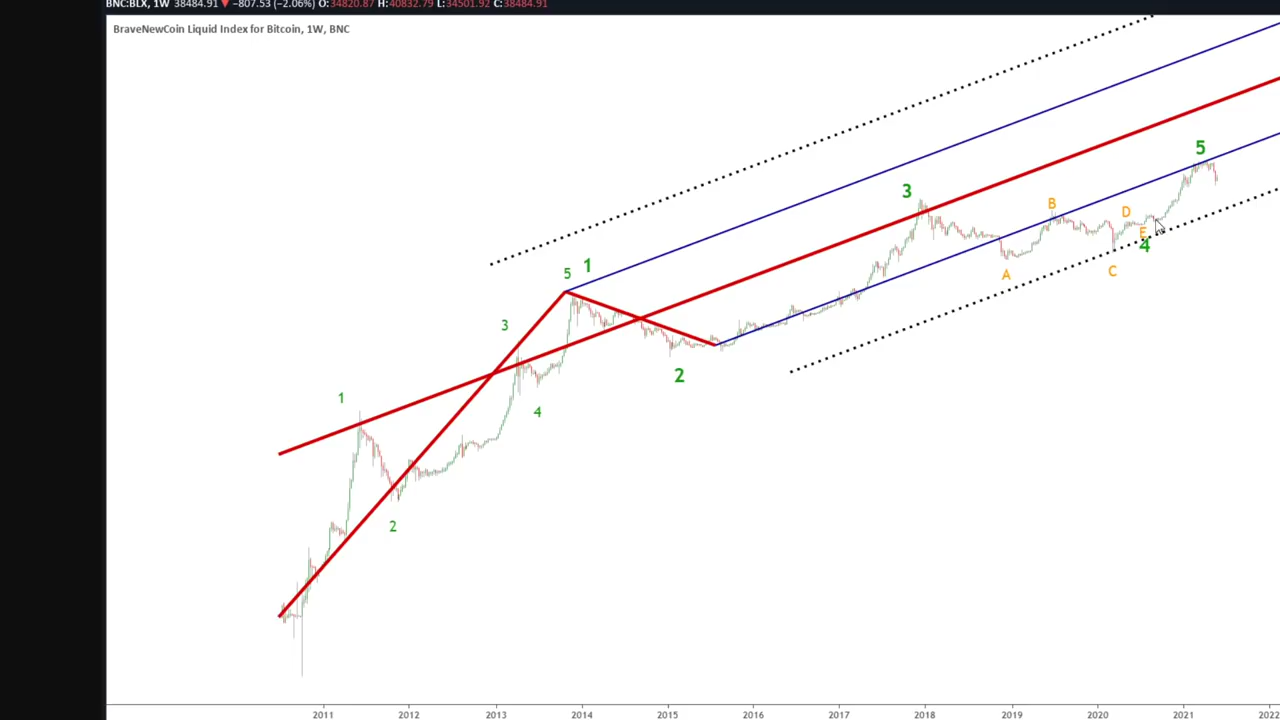 BNC:BLX, 1W 38484.91 ▼ −807.53 (−2.06%) O:34820.87 H:40832.79 L:34501.92 C:38484.91
BraveNewCoin Liquid Index for Bitcoin, 1W, BNC
5
3
B
D
E
4
5 1
A
C
3
2
1
4
2
2011 2012 2013 2014 2015 2016 2017 2018 2019 2020 2021 2022